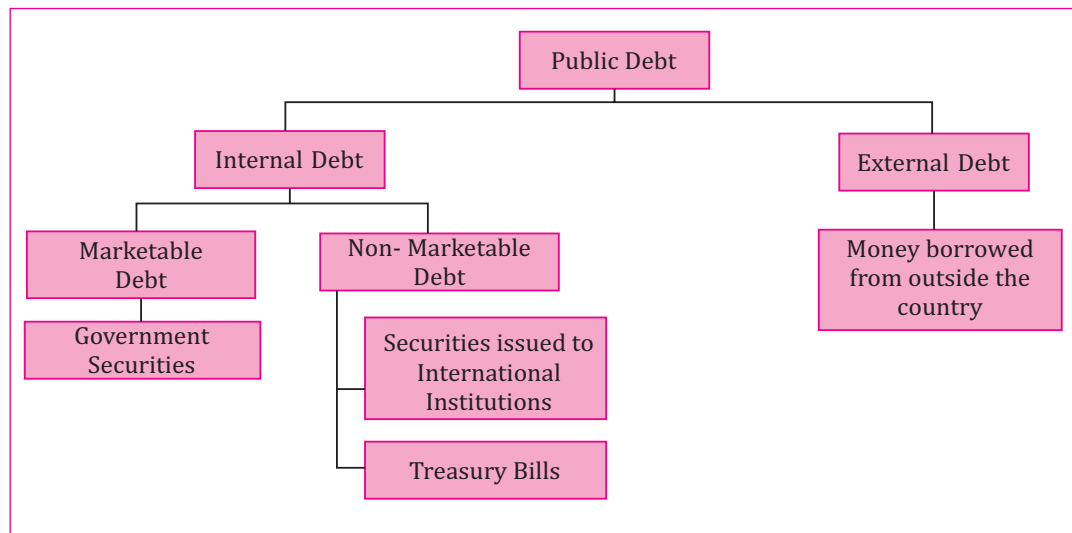 Public Debt
Internal Debt
External Debt
Marketable
Debt
Non- Marketable
Debt
Money borrowed
from outside the
country
Government
Securities
Securities issued to
International
Institutions
Treasury Bills